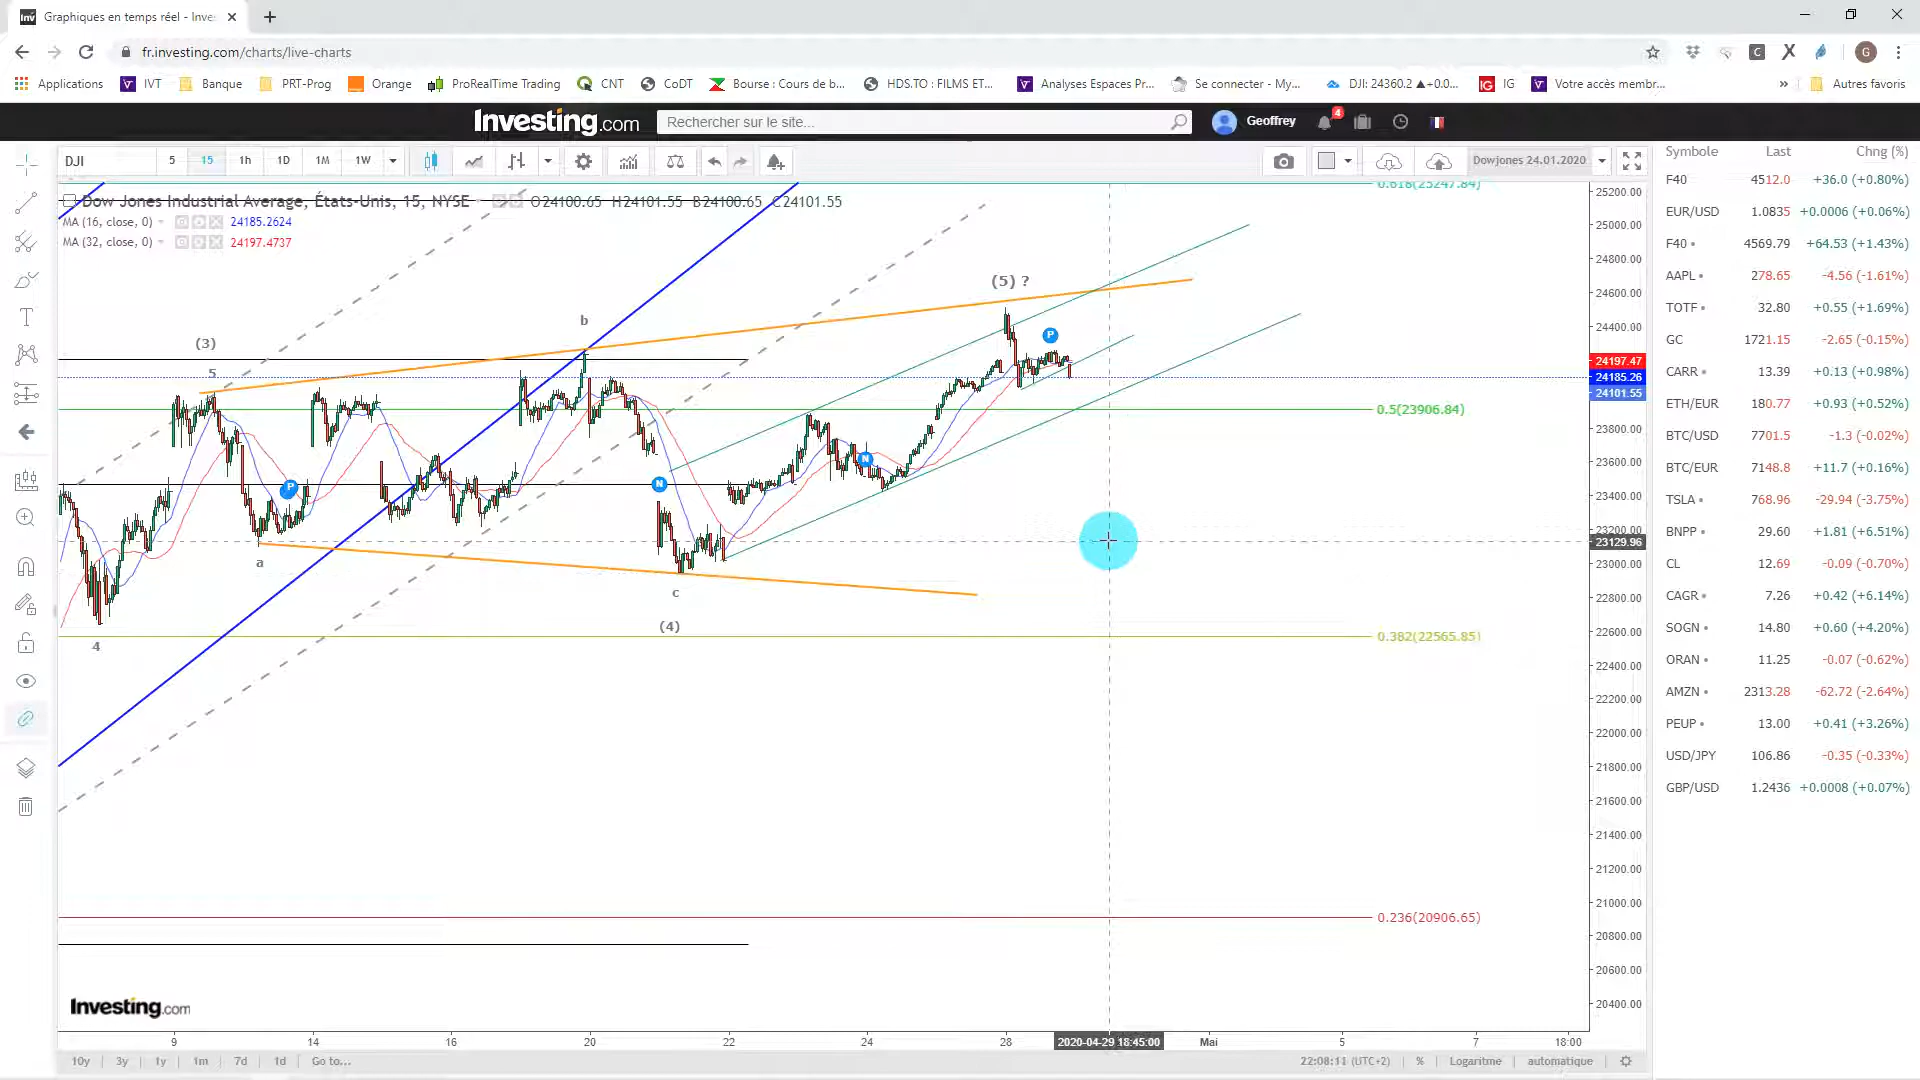 Graphiques en temps réel - Inve
fr.investing.com/charts/live-charts
G
Applications IVT Banque PRT-Prog Orange ProRealTime Trading CNT CoDT Bourse : Cours de b... HDS.TO : FILMS ET... Analyses Espaces Pr... Se connecter - My... DJI: 24360.2 ▲+0.0... IG IG Votre accès membr... » Autres favoris
Investing.com Rechercher sur le site... Geoffrey 4
DJI 5 15 1h 1D 1M 1W Dowjones 24.01.2020
Dow Jones Industrial Average, États-Unis, 15, NYSE O24100.65 H24101.55 B24100.65 C24101.55
MA (16, close, 0) 24185.2624
MA (32, close, 0) 24197.4737
0.618(25247.84)
(5) ?
b
(3)
5
P
0.5(23906.84)
N
P
N
a
c
(4)
4
0.382(22565.85)
0.236(20906.65)
25200.00
25000.00
24800.00
24600.00
24400.00
24197.47
24185.26
24101.55
23800.00
23600.00
23400.00
23200.00
23129.96
23000.00
22800.00
22600.00
22400.00
22200.00
22000.00
21800.00
21600.00
21400.00
21200.00
21000.00
20800.00
20600.00
20400.00
Investing.com
9 14 16 20 22 24 28 2020-04-29 18:45:00 Mai 5 7 18:00
10y 3y 1y 1m 7d 1d Go to... 22:08:11 (UTC+2) % Logaritme automatique
Symbole Last Chng (%)
F40 4512.0 +36.0 (+0.80%)
EUR/USD 1.0835 +0.0006 (+0.06%)
F40 4569.79 +64.53 (+1.43%)
AAPL 278.65 -4.56 (-1.61%)
TOTF 32.80 +0.55 (+1.69%)
GC 1721.15 -2.65 (-0.15%)
CARR 13.39 +0.13 (+0.98%)
ETH/EUR 180.77 +0.93 (+0.52%)
BTC/USD 7701.5 -1.3 (-0.02%)
BTC/EUR 7148.8 +11.7 (+0.16%)
TSLA 768.96 -29.94 (-3.75%)
BNPP 29.60 +1.81 (+6.51%)
CL 12.69 -0.09 (-0.70%)
CAGR 7.26 +0.42 (+6.14%)
SOGN 14.80 +0.60 (+4.20%)
ORAN 11.25 -0.07 (-0.62%)
AMZN 2313.28 -62.72 (-2.64%)
PEUP 13.00 +0.41 (+3.26%)
USD/JPY 106.86 -0.35 (-0.33%)
GBP/USD 1.2436 +0.0008 (+0.07%)